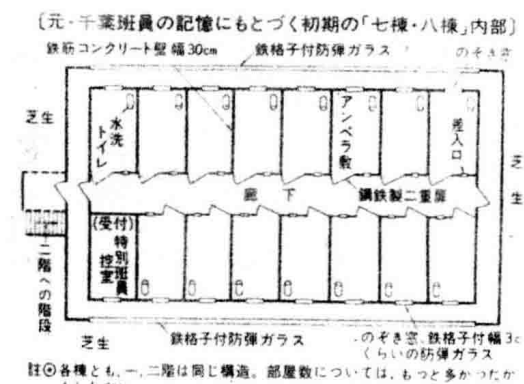 〔元・千葉班員の記憶にもとづく初期の「七棟・八棟」内部〕
鉄筋コンクリート壁幅30cm
鉄格子付防弾ガラス
のぞき窓
芝生
水洗トイレ
アンペラ敷
差入口
芝生
廊下
鋼鉄製二重扉
(受付)
特別班員控室
二階への階段
芝生
鉄格子付防弾ガラス
のぞき窓、鉄格子付幅3c
くらいの防弾ガラス
註⊙各棟とも、一、二階は同じ構造。部屋数については、もっと多かったか